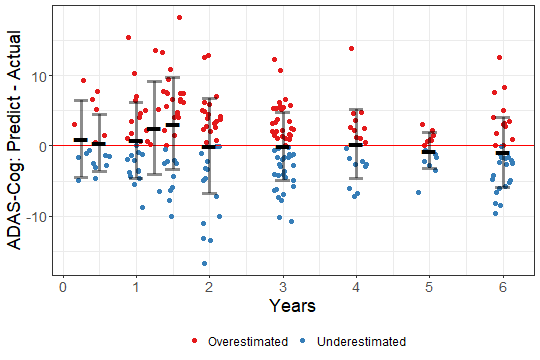 ADAS-Cog: Predict - Actual
10
0
-10
0 1 2 3 4 5 6
Years
Overestimated Underestimated